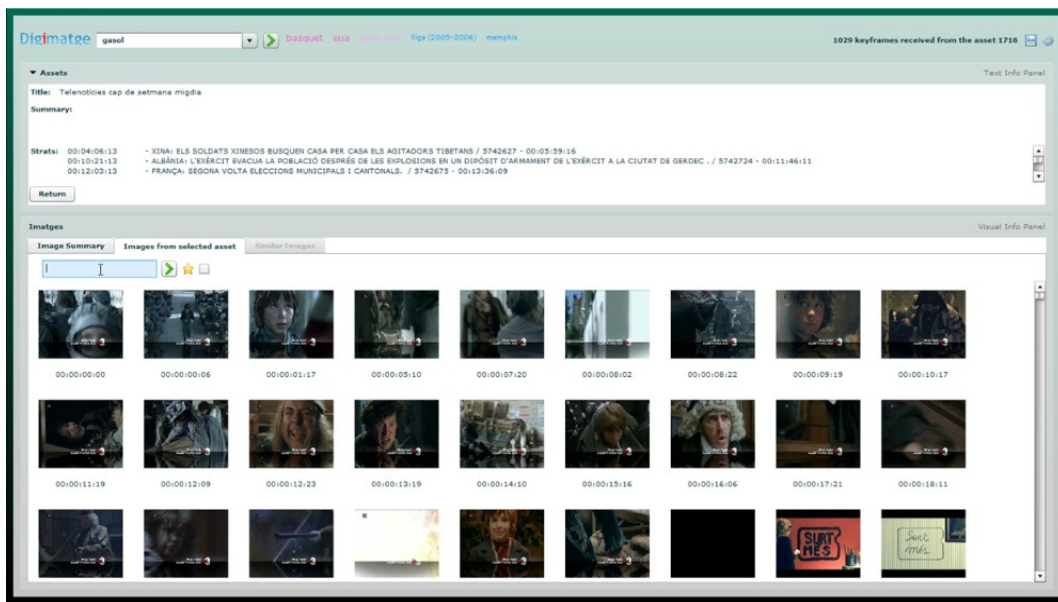 Digimatge gasol basquet eua lliga (2005-2006) memphis 1029 keyframes received from the asset 1716
Assets Text Info Panel
Title: Telenotícies cap de setmana migdia
Summary:
Strats: 00:04:06:13 - XINA: ELS SOLDATS XINESOS BUSQUEN CASA PER CASA ELS AGITADORS TIBETANS / 5742627 - 00:05:59:16
00:10:21:13 - ALBÀNIA: L'EXÈRCIT EVACUA LA POBLACIÓ DESPRÉS DE LES EXPLOSIONS EN UN DIPÒSIT D'ARMAMENT DE L'EXÈRCIT A LA CIUTAT DE GERDEC . / 5742724 - 00:11:46:11
00:12:03:13 - FRANÇA: SEGONA VOLTA ELECCIONS MUNICIPALS I CANTONALS. / 5742675 - 00:13:36:09
Return
Imatges Visual Info Panel
Image Summary Images from selected asset Similar Images
00:00:00:00 00:00:00:06 00:00:01:17 00:00:05:10 00:00:07:20 00:00:08:02 00:00:08:22 00:00:09:19 00:00:10:17
00:00:11:19 00:00:12:09 00:00:12:23 00:00:13:19 00:00:14:10 00:00:15:16 00:00:16:06 00:00:17:21 00:00:18:11
SURT Surt
MÉS més